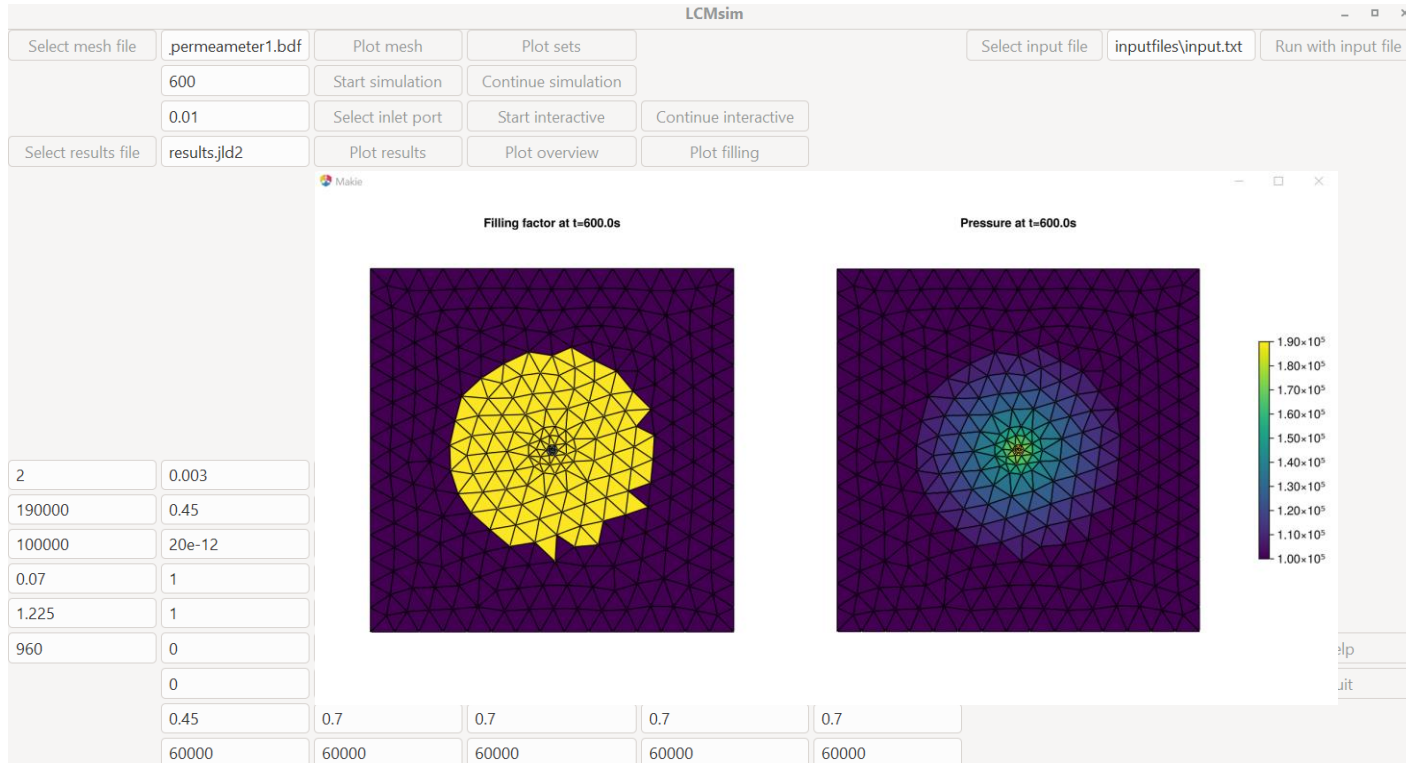 LCMsim
Select mesh file permeameter1.bdf Plot mesh Plot sets Select input file inputfiles\input.txt Run with input file
600 Start simulation Continue simulation
0.01 Select inlet port Start interactive Continue interactive
Select results file results.jld2 Plot results Plot overview Plot filling
Makie
Filling factor at t=600.0s Pressure at t=600.0s
1.90×10⁵
1.80×10⁵
1.70×10⁵
1.60×10⁵
1.50×10⁵
1.40×10⁵
1.30×10⁵
1.20×10⁵
1.10×10⁵
1.00×10⁵
2 0.003
190000 0.45
100000 20e-12
0.07 1
1.225 1
960 0 elp
0 uit
0.45 0.7 0.7 0.7 0.7
60000 60000 60000 60000 60000